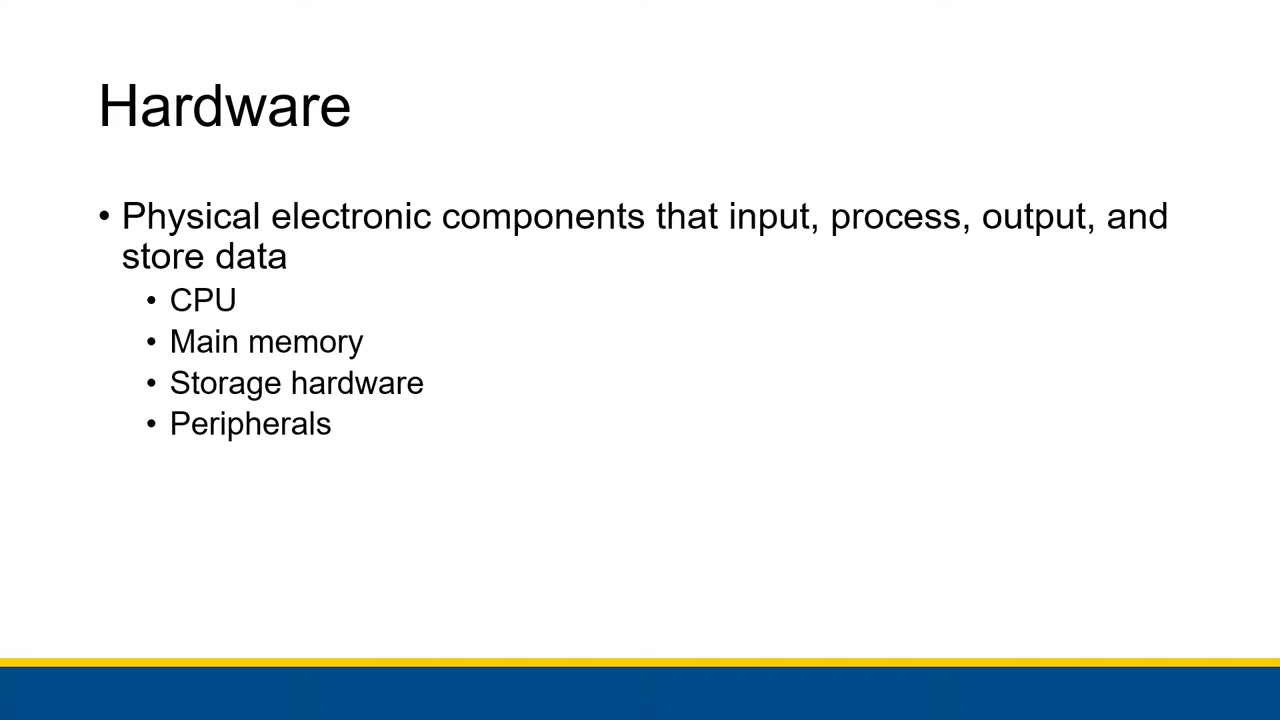 Hardware
• Physical electronic components that input, process, output, and
store data
• CPU
• Main memory
• Storage hardware
• Peripherals